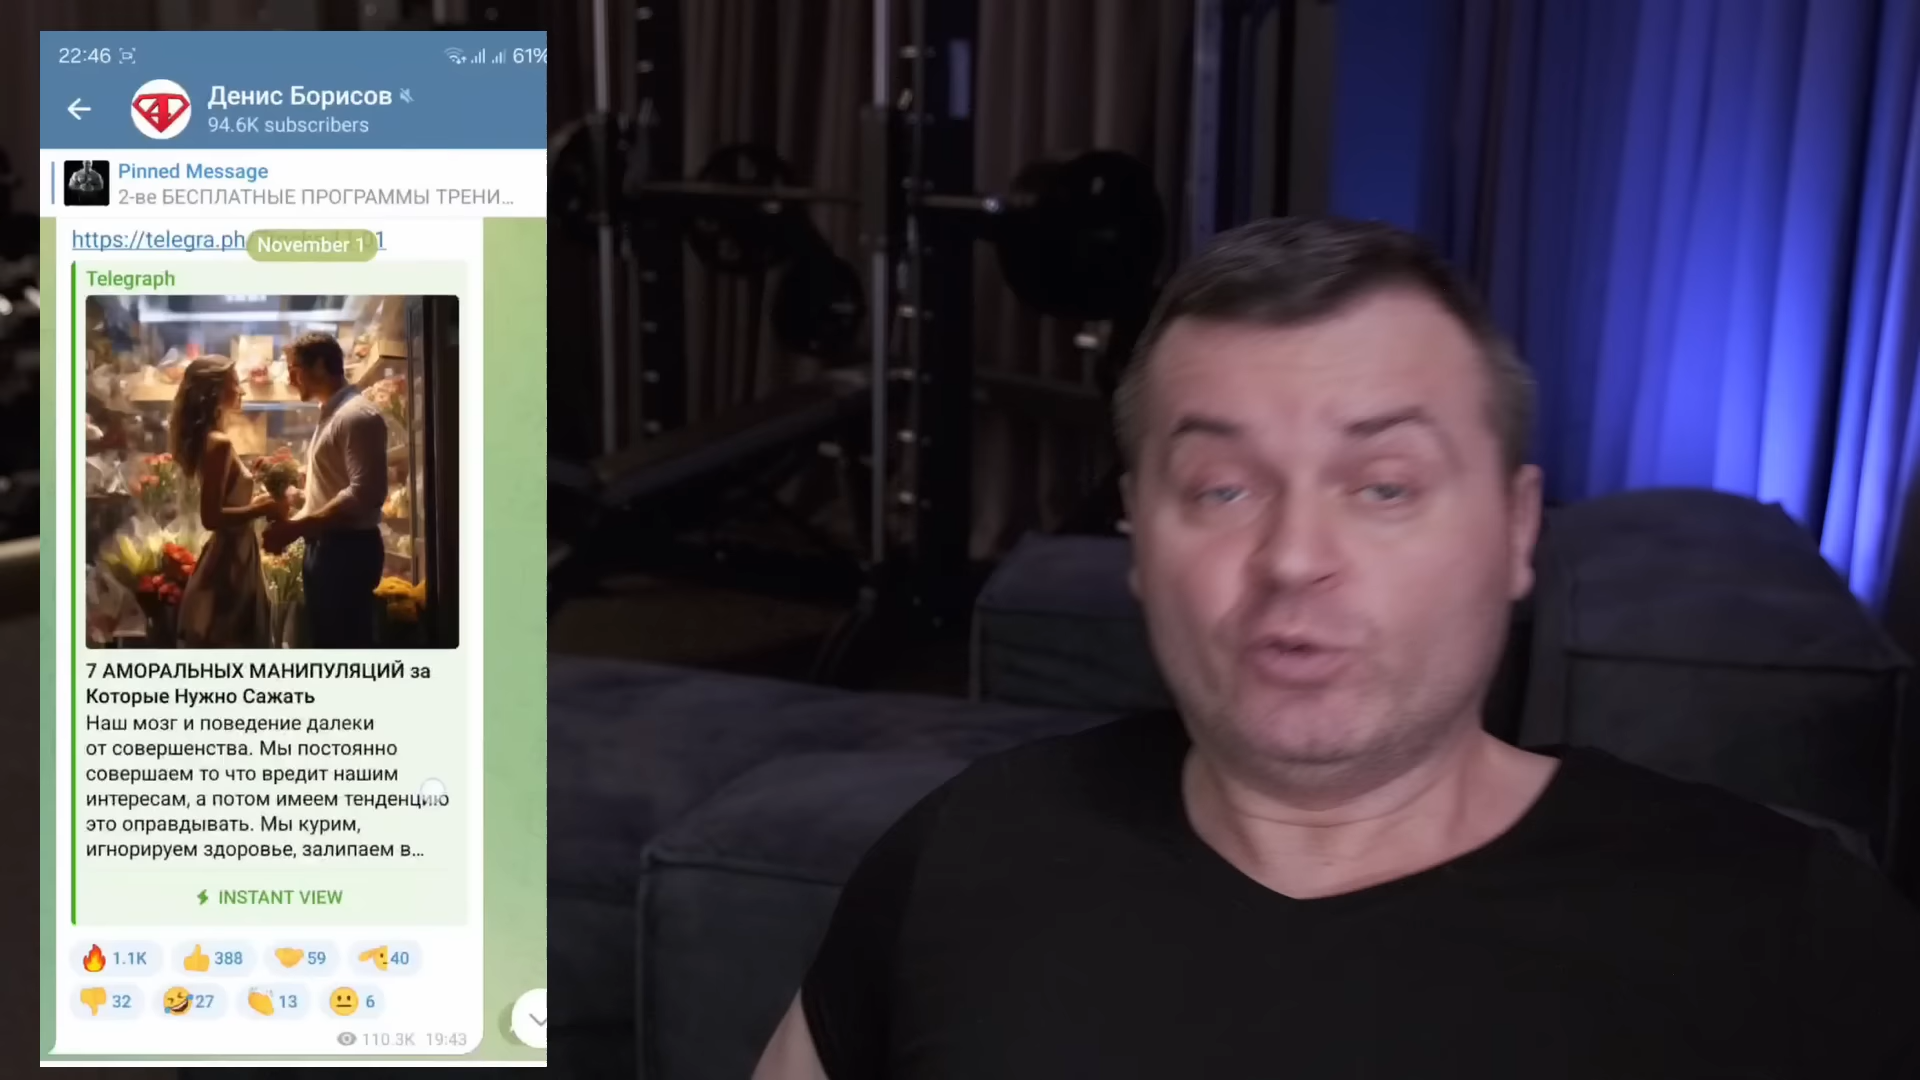 22:46
61%
Денис Борисов
94.6K subscribers
Pinned Message
2-ве БЕСПЛАТНЫЕ ПРОГРАММЫ ТРЕНИ...
https://telegra.ph
November 1
Telegraph
7 АМОРАЛЬНЫХ МАНИПУЛЯЦИЙ за
Которые Нужно Сажать
Наш мозг и поведение далеки
от совершенства. Мы постоянно
совершаем то что вредит нашим
интересам, а потом имеем тенденцию
это оправдывать. Мы курим,
игнорируем здоровье, залипаем в...
INSTANT VIEW
1.1K 388 59 40
32 27 13 6
110.3K 19:43